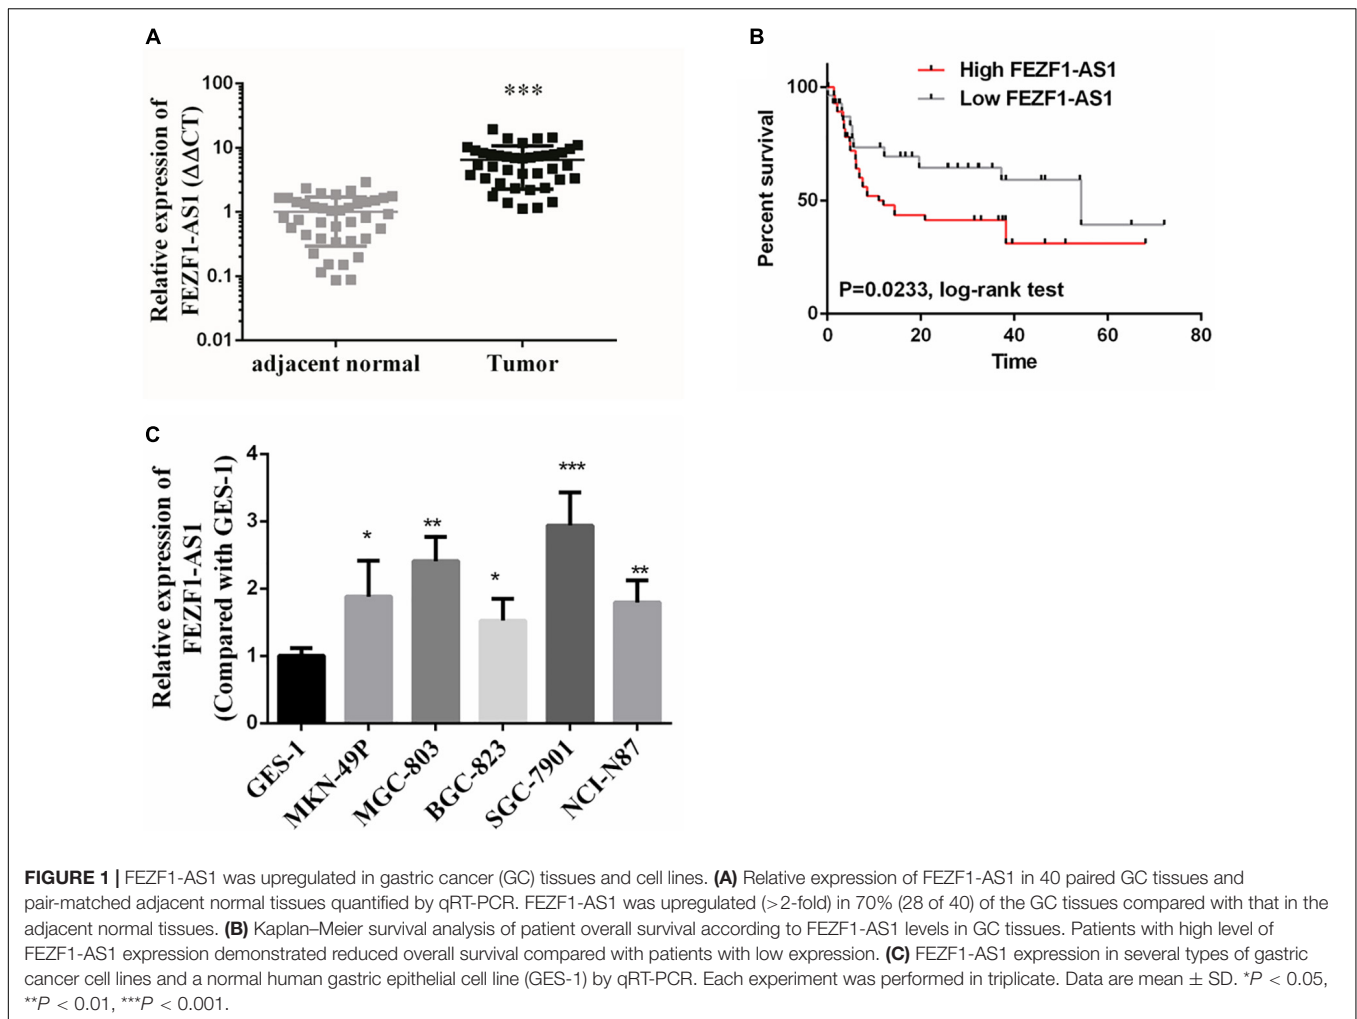 A
Relative expression of
FEZF1-AS1 (ΔΔCT)
100
10
1
0.1
0.01
***
adjacent normal
Tumor
B
Percent survival
100
50
0
High FEZF1-AS1
Low FEZF1-AS1
P=0.0233, log-rank test
0
20
40
60
80
Time
C
Relative expression of
FEZF1-AS1
(Compared with GES-1)
4
3
2
1
0
*
**
*
***
**
GES-1
MKN-49P
MGC-803
BGC-823
SGC-7901
NCI-N87
FIGURE 1 | FEZF1-AS1 was upregulated in gastric cancer (GC) tissues and cell lines. (A) Relative expression of FEZF1-AS1 in 40 paired GC tissues and
pair-matched adjacent normal tissues quantified by qRT-PCR. FEZF1-AS1 was upregulated (>2-fold) in 70% (28 of 40) of the GC tissues compared with that in the
adjacent normal tissues. (B) Kaplan–Meier survival analysis of patient overall survival according to FEZF1-AS1 levels in GC tissues. Patients with high level of
FEZF1-AS1 expression demonstrated reduced overall survival compared with patients with low expression. (C) FEZF1-AS1 expression in several types of gastric
cancer cell lines and a normal human gastric epithelial cell line (GES-1) by qRT-PCR. Each experiment was performed in triplicate. Data are mean ± SD. *P < 0.05,
**P < 0.01, ***P < 0.001.